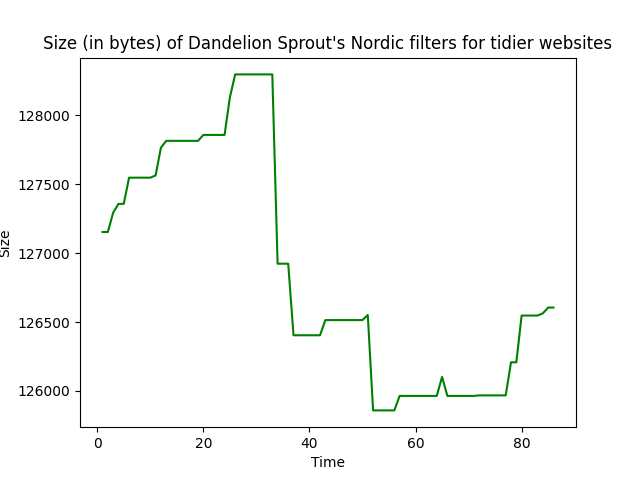 Size (in bytes) of Dandelion Sprout's Nordic filters for tidier websites
128000
127500
127000
126500
126000
Size
0 20 40 60 80
Time